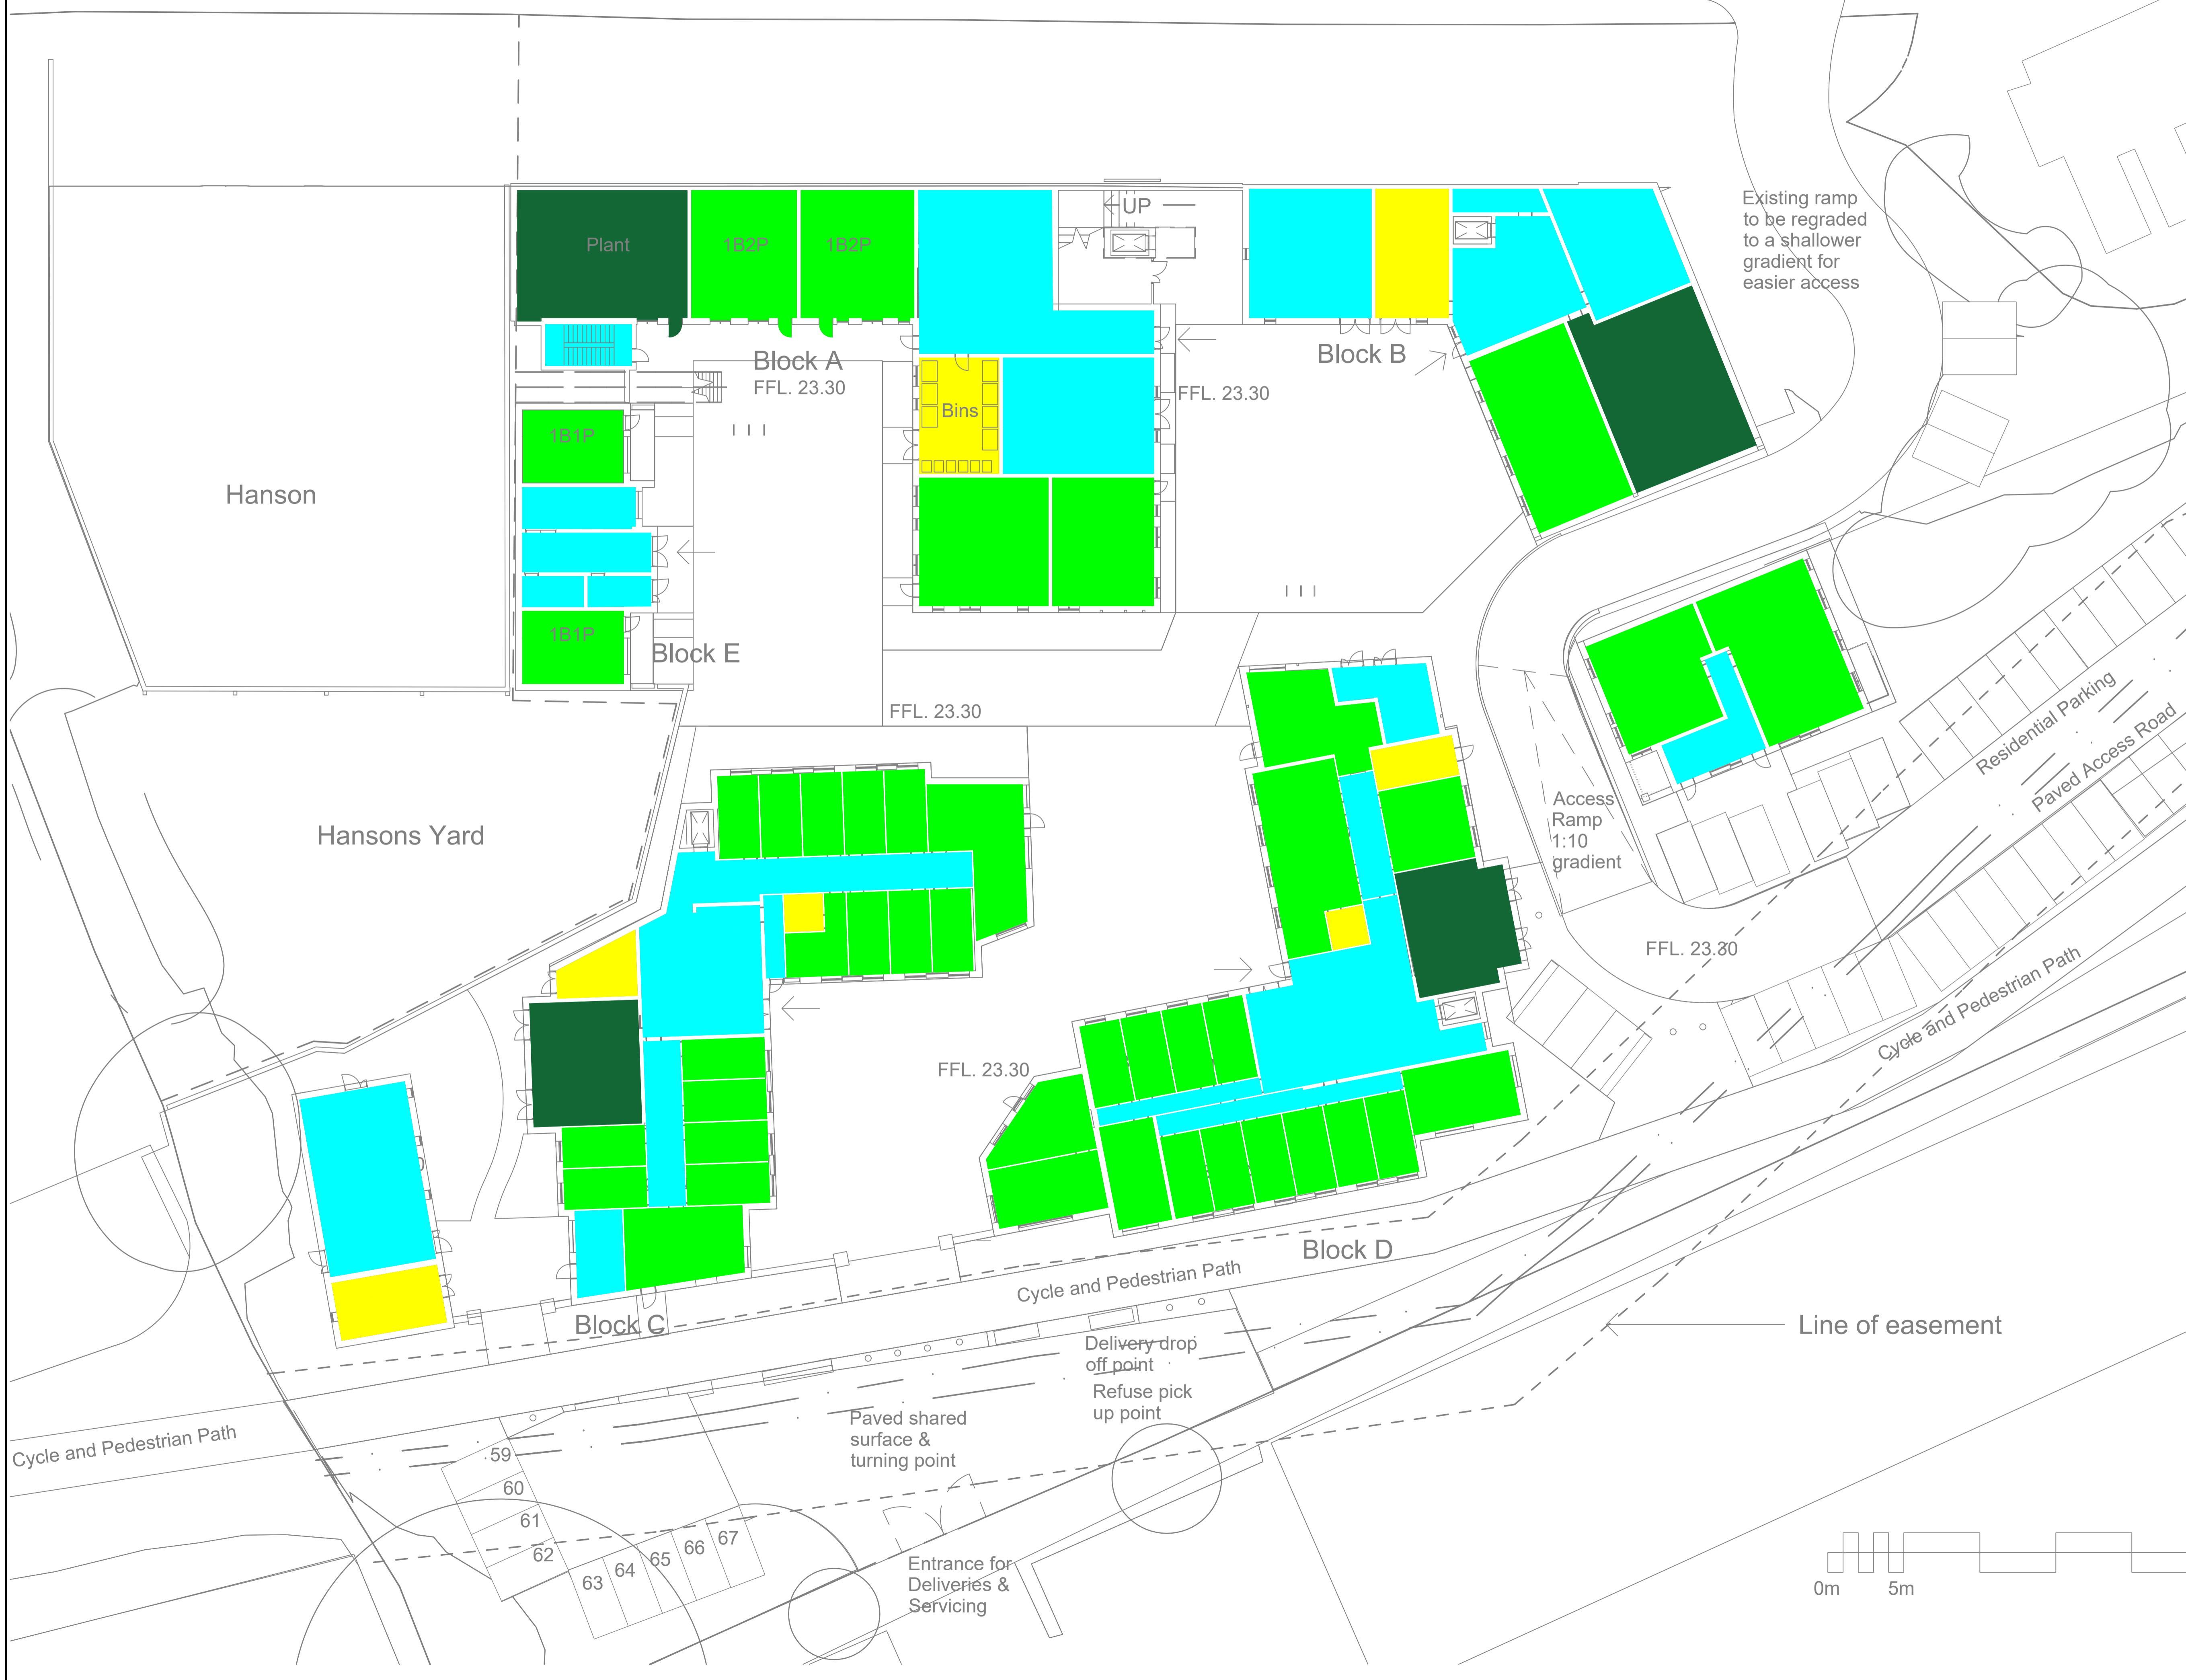 UP
Existing ramp
to be regraded
to a shallower
gradient for
easier access
Plant
1B2P
1B2P
Block A
FFL. 23.30
Block B
FFL. 23.30
Bins
1B1P
Hanson
1B1P
Block E
FFL. 23.30
Residential Parking
Paved Access Road
Hansons Yard
Access
Ramp
1:10
gradient
FFL. 23.30
Cycle and Pedestrian Path
FFL. 23.30
Block D
Cycle and Pedestrian Path
Block C
Line of easement
Delivery drop
off point
Refuse pick
up point
Paved shared
surface &
turning point
Cycle and Pedestrian Path
59
60
61
62
63
64
65
66
67
Entrance for
Deliveries &
Servicing
0m
5m